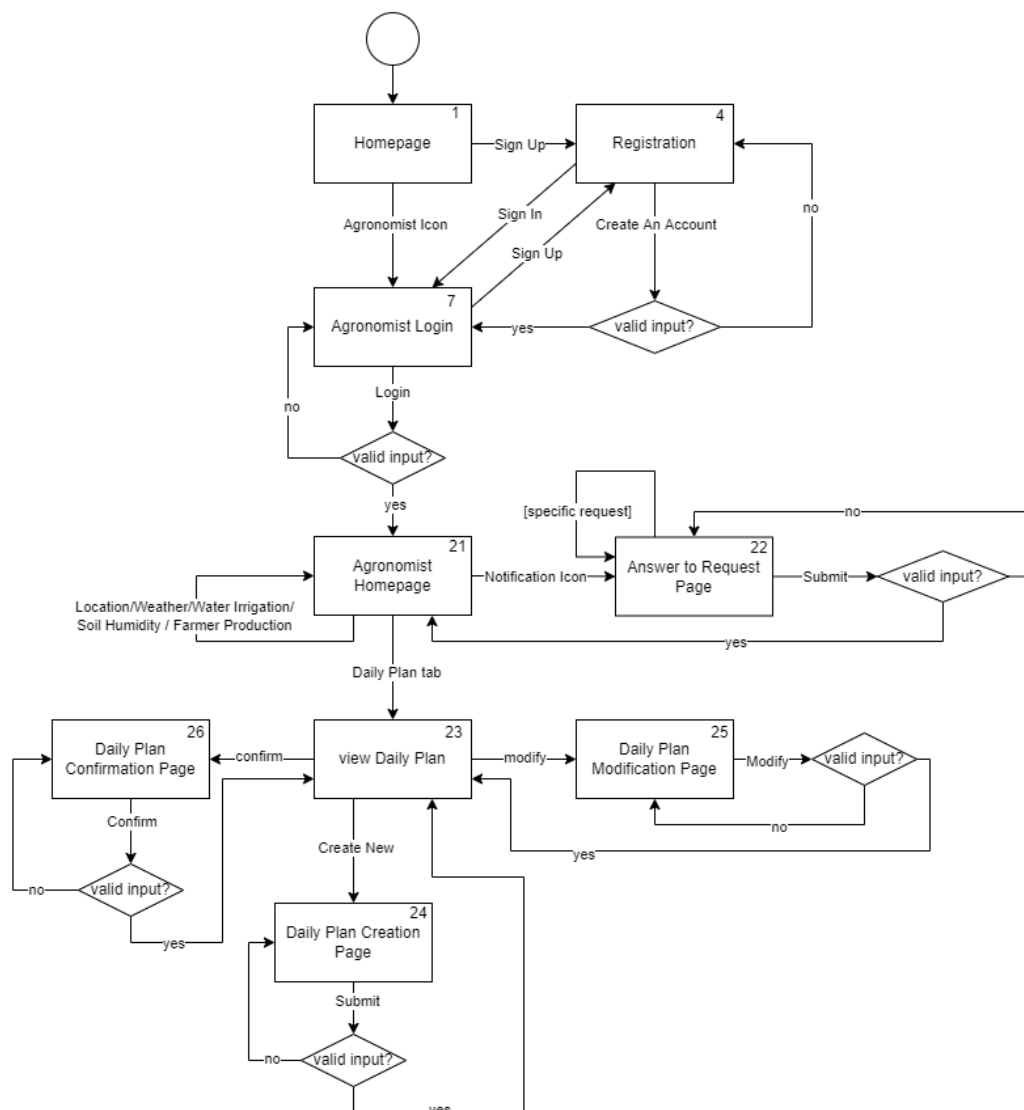 1
Homepage
Sign Up
4
Registration
Agronomist Icon
Sign In
Sign Up
Create An Account
no
7
Agronomist Login
yes
valid input?
Login
no
valid input?
yes
21
Agronomist
Homepage
Notification Icon
[specific request]
22
Answer to Request
Page
Submit
valid input?
no
yes
Location/Weather/Water Irrigation/
Soil Humidity / Farmer Production
Daily Plan tab
26
Daily Plan
Confirmation Page
confirm
23
view Daily Plan
modify
25
Daily Plan
Modification Page
Modify
valid input?
no
yes
Confirm
no
valid input?
yes
Create New
24
Daily Plan Creation
Page
Submit
no
valid input?
yes